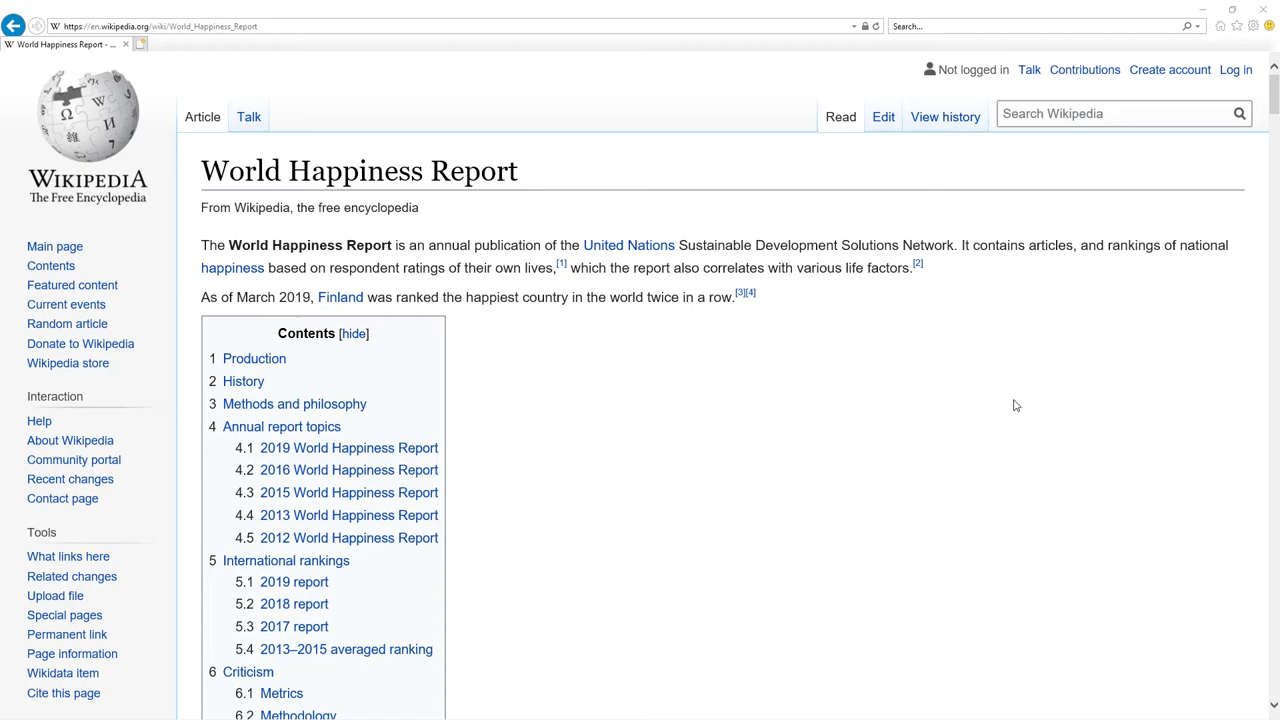 https://en.wikipedia.org/wiki/World_Happiness_Report
Search...
World Happiness Report - ...
Not logged in Talk Contributions Create account Log in
Article Talk Read Edit View history Search Wikipedia
WIKIPEDIA
The Free Encyclopedia
Main page
Contents
Featured content
Current events
Random article
Donate to Wikipedia
Wikipedia store
Interaction
Help
About Wikipedia
Community portal
Recent changes
Contact page
Tools
What links here
Related changes
Upload file
Special pages
Permanent link
Page information
Wikidata item
Cite this page
World Happiness Report
From Wikipedia, the free encyclopedia
The World Happiness Report is an annual publication of the United Nations Sustainable Development Solutions Network. It contains articles, and rankings of national
happiness based on respondent ratings of their own lives,[1] which the report also correlates with various life factors.[2]
As of March 2019, Finland was ranked the happiest country in the world twice in a row.[3][4]
Contents [hide]
1 Production
2 History
3 Methods and philosophy
4 Annual report topics
4.1 2019 World Happiness Report
4.2 2016 World Happiness Report
4.3 2015 World Happiness Report
4.4 2013 World Happiness Report
4.5 2012 World Happiness Report
5 International rankings
5.1 2019 report
5.2 2018 report
5.3 2017 report
5.4 2013–2015 averaged ranking
6 Criticism
6.1 Metrics
6.2 Methodology